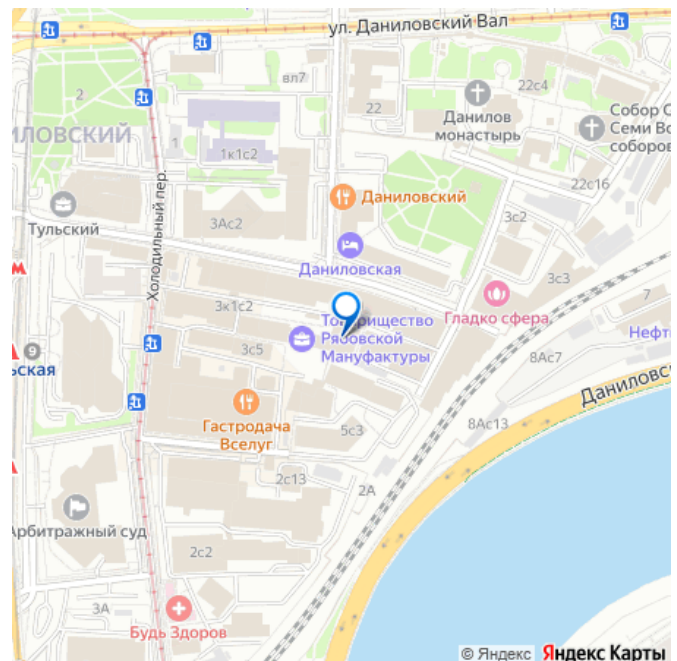 ул. Даниловский Вал
2
вл7
22
22с4
Данилов
монастырь
Собор С
Семи Во
соборов
ИЛОВСКИЙ
1
1к1с2
Даниловский
22с16
Тульский
Холодильный пер.
3Ас2
3с2
Даниловская
3с3
3к1с2
Гладко сфера
7
Товарищество
Рябовской
Мануфактуры
Нефт
9
ьская
3с5
8Ас7
Даниловс
Гастродача
Вселуг
5с3
8Ас13
2с13
2А
Арбитражный суд
2с2
3А
Будь Здоров
© Яндекс Яндекс Карты